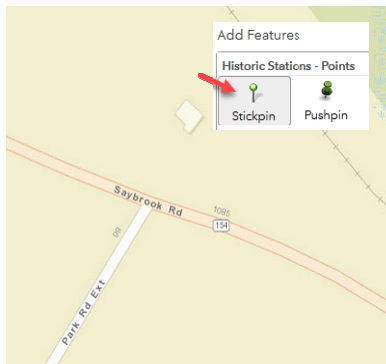 Add Features
Historic Stations - Points
Stickpin
Pushpin
Saybrook Rd
1085
154
99
Park Rd Ext